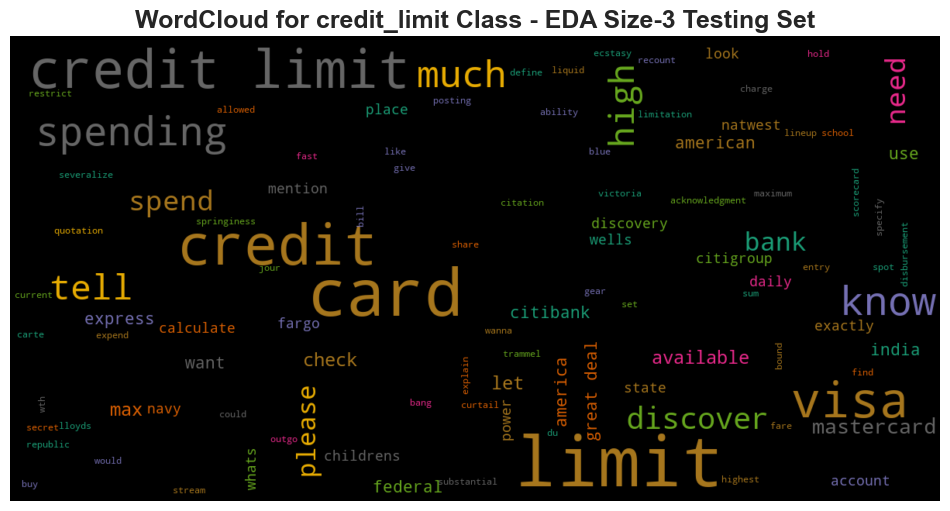 WordCloud for credit_limit Class - EDA Size-3 Testing Set
credit limit
much
ecstasy
recount
look
hold
define
liquid
restrict
posting
charge
high
need
place
ability
limitation
allowed
spending
natwest
lineup school
american
use
fast
like
blue
give
severalize
mention
victoria
maximum
scorecard
spend
citation
acknowledgment
specify
springiness
bill
discovery
quotation
credit
share
wells
bank
disbursement
citigroup
jour
entry
spot
tell
daily
current
card
gear
sum
set
know
express
fargo
citibank
calculate
wanna
exactly
carte
expend
want
check
trammel
available
bound
india
explain
let
america
great deal
state
find
wth
max
navy
could
please
bang
curtail
power
discover
visa
secret
lloyds
outgo
du
fare
mastercard
republic
limit
would
whats
childrens
buy
stream
federal
substantial
highest
account